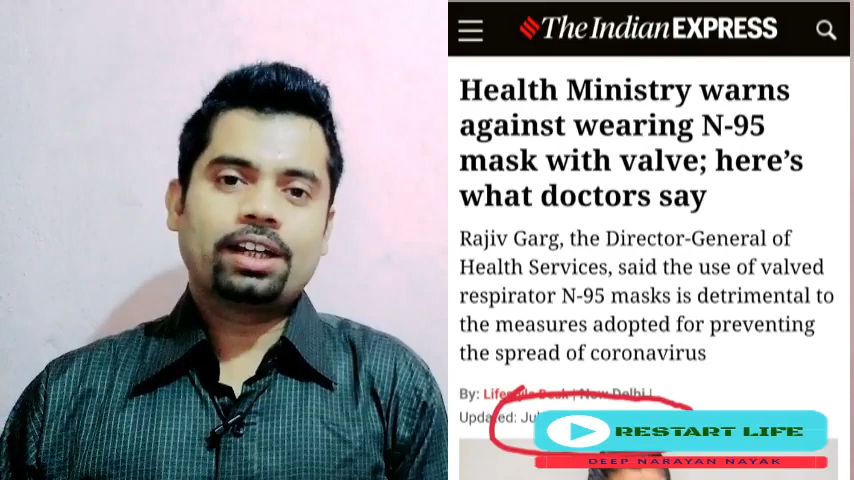 The Indian EXPRESS
Health Ministry warns
against wearing N-95
mask with valve; here's
what doctors say
Rajiv Garg, the Director-General of
Health Services, said the use of valved
respirator N-95 masks is detrimental to
the measures adopted for preventing
the spread of coronavirus
By: Lifestyle Desk | New Delhi |
Updated:
RESTART LIFE
DEEP NARAYAN NAYAK